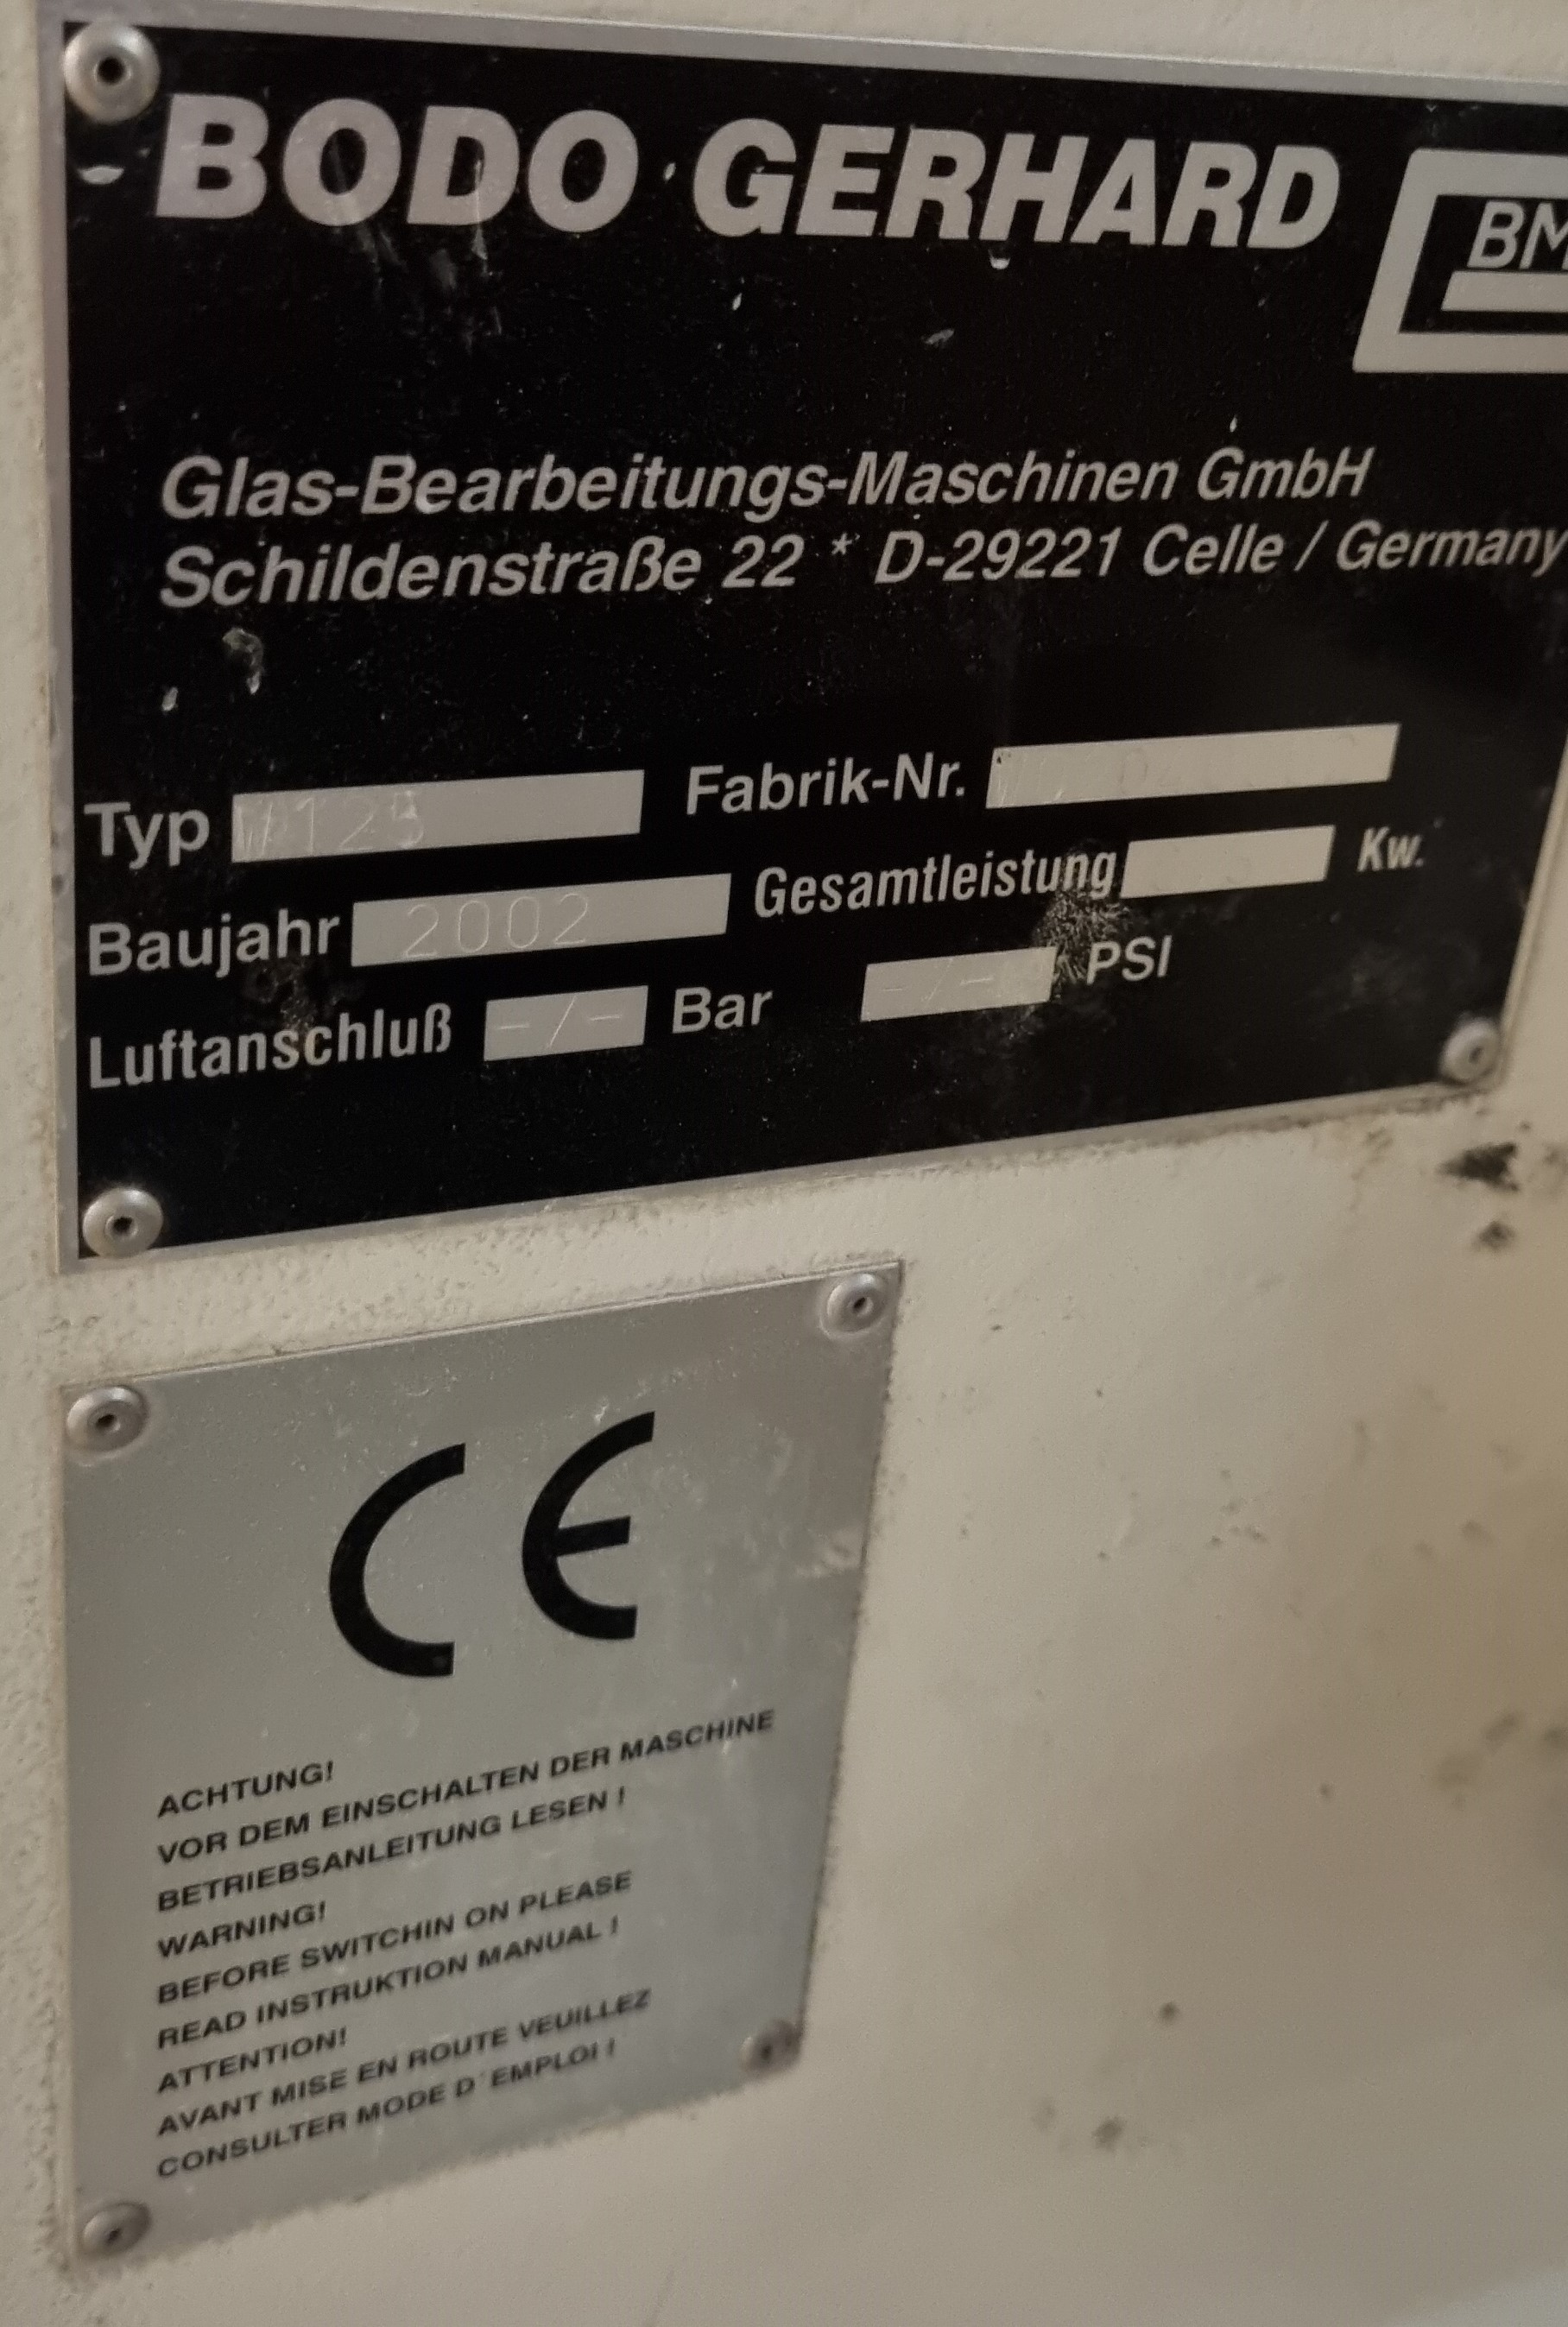 BODO GERHARD
BM
Glas-Bearbeitungs-Maschinen GmbH
Schildenstraße 22 * D-29221 Celle / Germany
Typ Fabrik-Nr.
Baujahr 2002 Gesamtleistung Kw.
Luftanschluß -/- Bar -/- PSI
CE
ACHTUNG!
VOR DEM EINSCHALTEN DER MASCHINE
BETRIEBSANLEITUNG LESEN !
WARNING!
BEFORE SWITCHIN ON PLEASE
READ INSTRUKTION MANUAL !
ATTENTION!
AVANT MISE EN ROUTE VEUILLEZ
CONSULTER MODE D´EMPLOI !